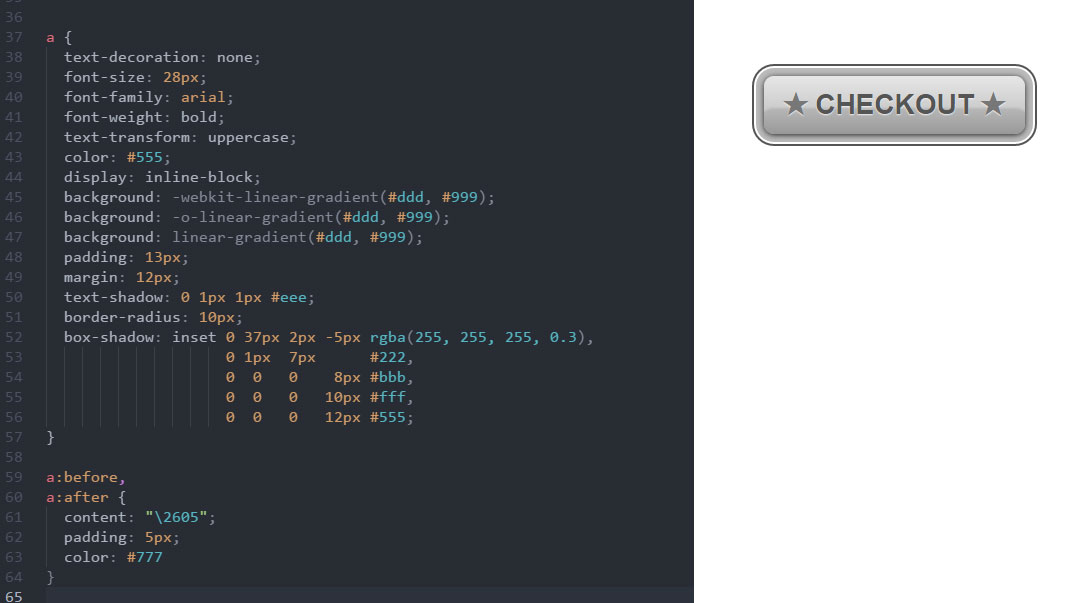 36
37 a {
38 text-decoration: none;
39 font-size: 28px;
40 font-family: arial;
41 font-weight: bold;
42 text-transform: uppercase;
43 color: #555;
44 display: inline-block;
45 background: -webkit-linear-gradient(#ddd, #999);
46 background: -o-linear-gradient(#ddd, #999);
47 background: linear-gradient(#ddd, #999);
48 padding: 13px;
49 margin: 12px;
50 text-shadow: 0 1px 1px #eee;
51 border-radius: 10px;
52 box-shadow: inset 0 37px 2px -5px rgba(255, 255, 255, 0.3),
53 0 1px 7px #222,
54 0 0 0 8px #bbb,
55 0 0 0 10px #fff,
56 0 0 0 12px #555;
57 }
58
59 a:before,
60 a:after {
61 content: "\2605";
62 padding: 5px;
63 color: #777
64 }
65
★ CHECKOUT ★